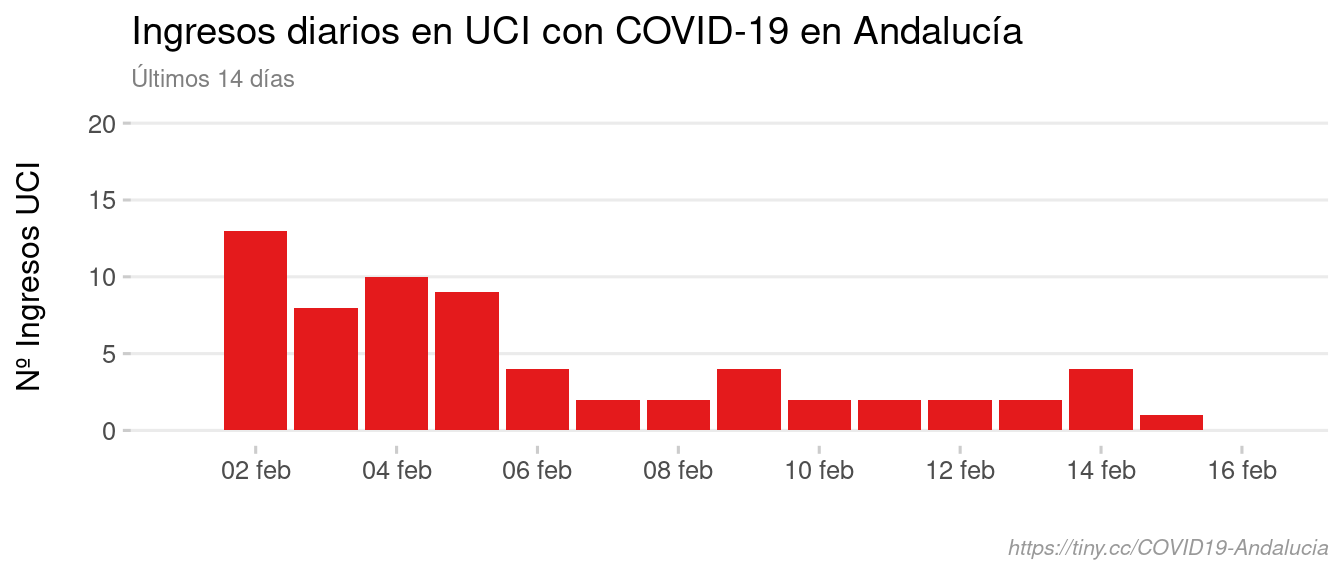 Ingresos diarios en UCI con COVID-19 en Andalucía
Últimos 14 días
Nº Ingresos UCI
20
15
10
5
0
02 feb 04 feb 06 feb 08 feb 10 feb 12 feb 14 feb 16 feb
https://tiny.cc/COVID19-Andalucia